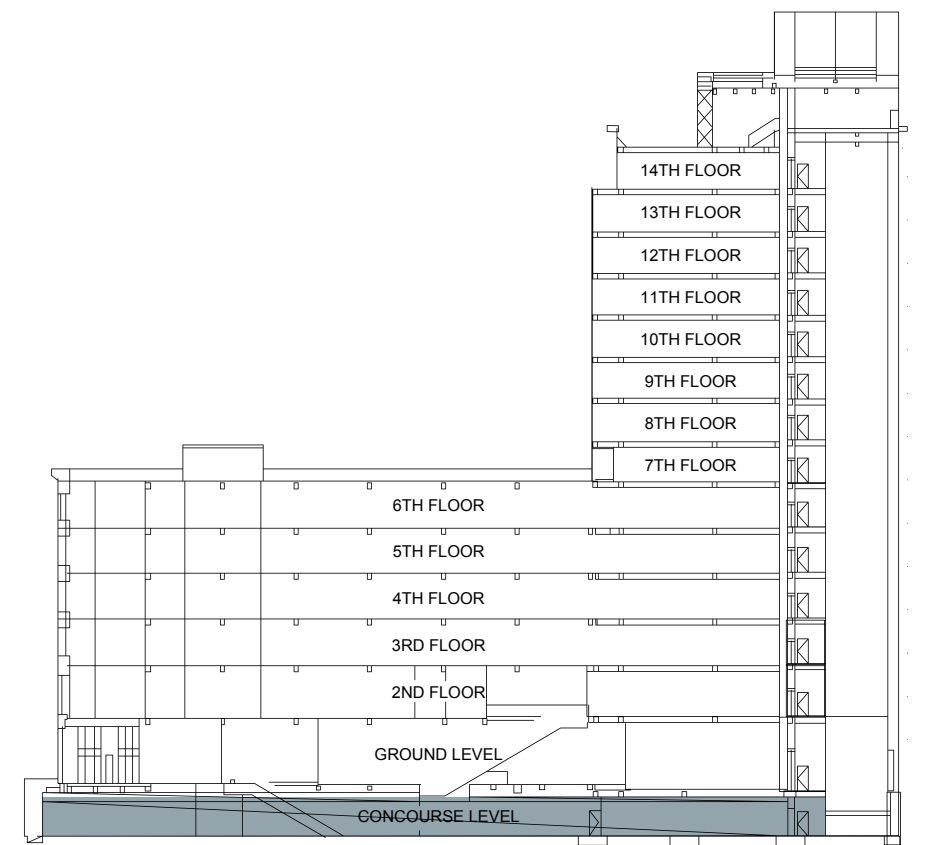 14TH FLOOR
13TH FLOOR
12TH FLOOR
11TH FLOOR
10TH FLOOR
9TH FLOOR
8TH FLOOR
7TH FLOOR
6TH FLOOR
5TH FLOOR
4TH FLOOR
3RD FLOOR
2ND FLOOR
GROUND LEVEL
CONCOURSE LEVEL